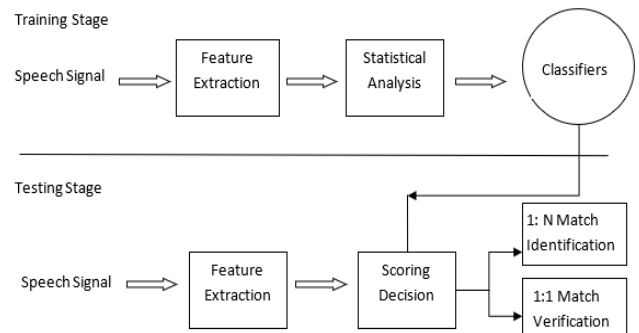 Training Stage
Speech Signal
Feature
Extraction
Statistical
Analysis
Classifiers
Testing Stage
Speech Signal
Feature
Extraction
Scoring
Decision
1: N Match
Identification
1:1 Match
Verification